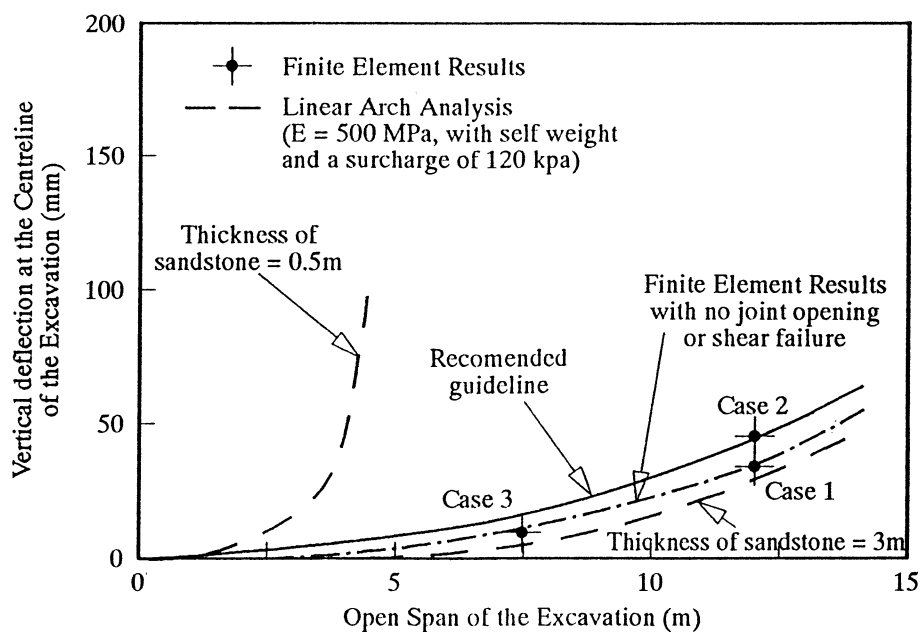 200
Finite Element Results
Linear Arch Analysis
(E = 500 MPa, with self weight
and a surcharge of 120 kpa)
150
Thickness of
sandstone = 0.5m
Finite Element Results
with no joint opening
or shear failure
100
Recomended
guideline
Case 2
50
Case 3
Case 1
Thickness of sandstone = 3m
0
0
5
10
15
Vertical deflection at the Centreline
of the Excavation (mm)
Open Span of the Excavation (m)